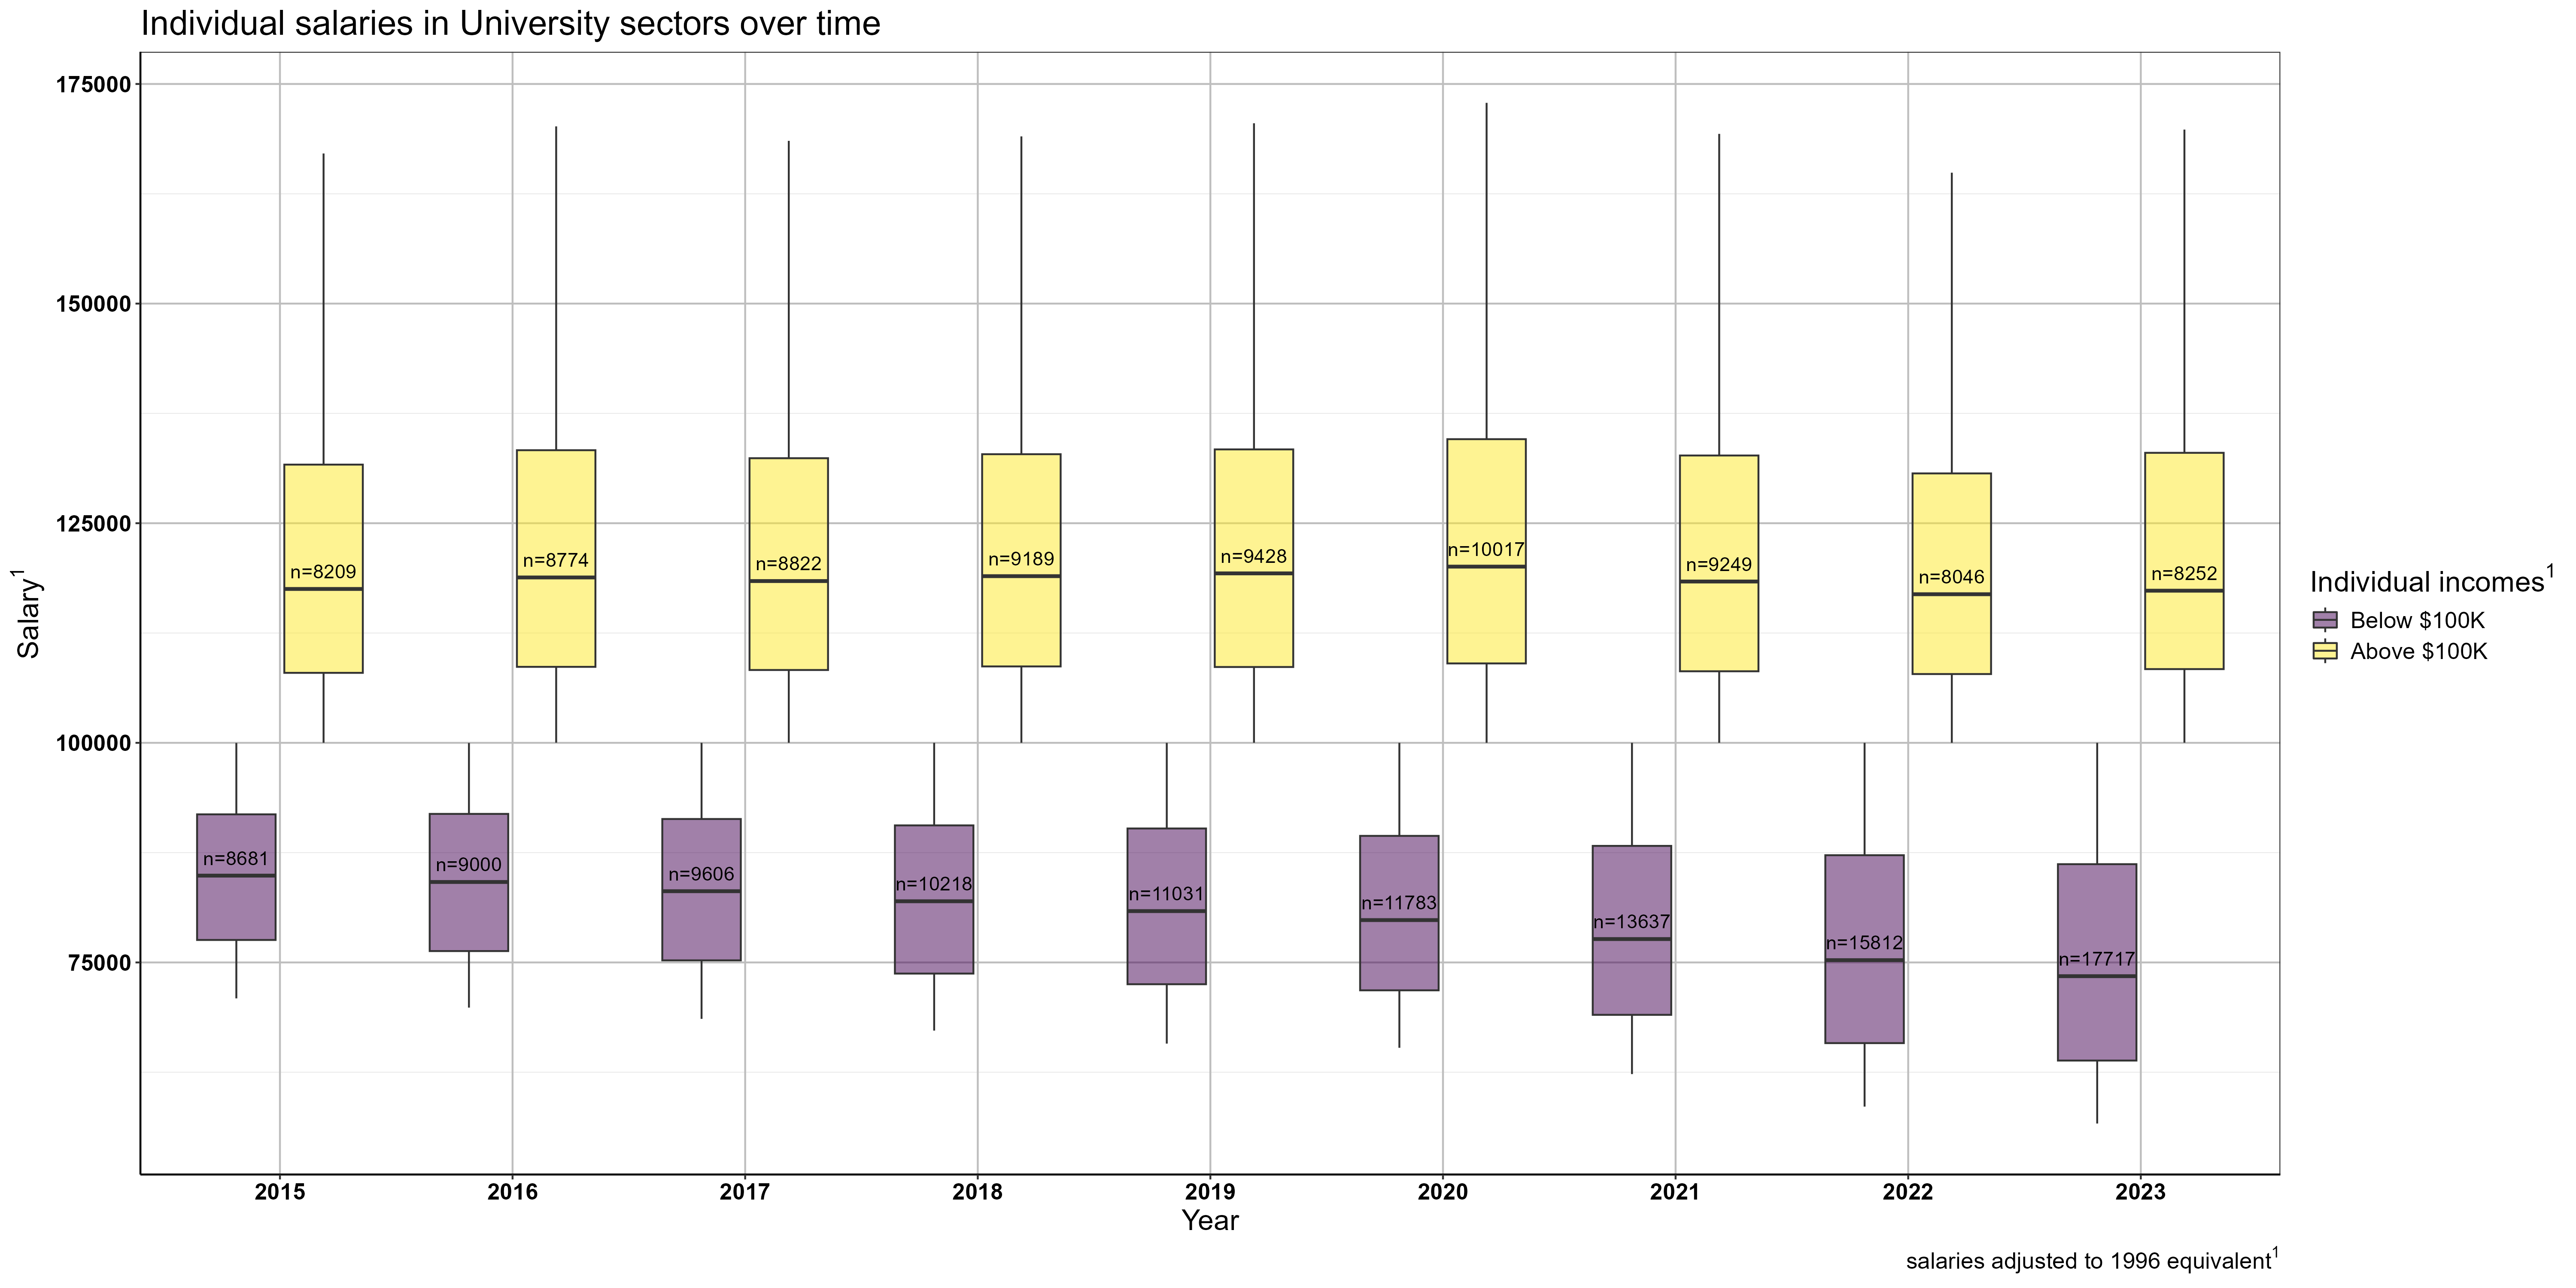 Individual salaries in University sectors over time
Salary¹
175000
150000
125000
100000
75000
n=8209
n=8774
n=8822
n=9189
n=9428
n=10017
n=9249
n=8046
n=8252
n=8681
n=9000
n=9606
n=10218
n=11031
n=11783
n=13637
n=15812
n=17717
2015 2016 2017 2018 2019 2020 2021 2022 2023
Year
Individual incomes¹
Below $100K
Above $100K
salaries adjusted to 1996 equivalent¹